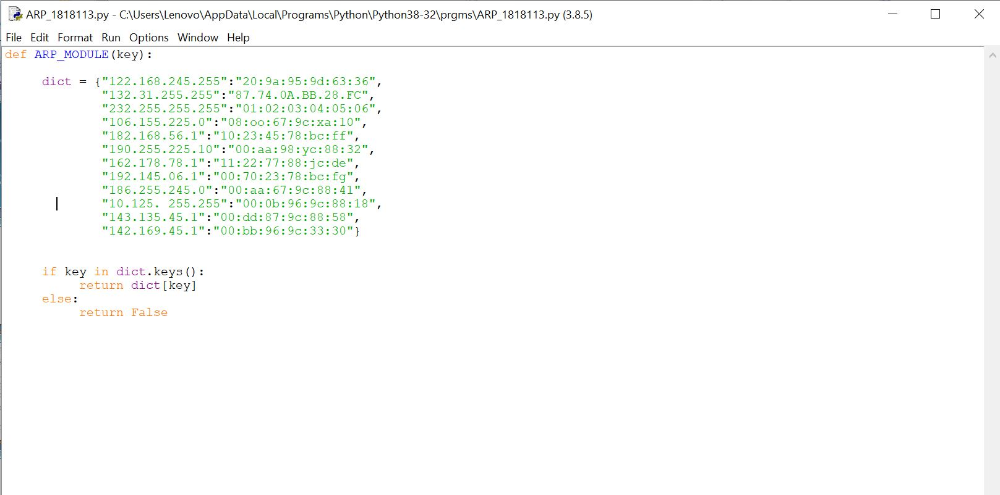 ARP_1818113.py - C:\Users\Lenovo\AppData\Local\Programs\Python\Python38-32\prgms\ARP_1818113.py (3.8.5)
File Edit Format Run Options Window Help
def ARP_MODULE(key):
dict = {"122.168.245.255":"20:9a:95:9d:63:36",
"132.31.255.255":"87.74.0A.BB.28.FC",
"232.255.255.255":"01:02:03:04:05:06",
"106.155.225.0":"08:oo:67:9c:xa:10",
"182.168.56.1":"10:23:45:78:bc:ff",
"190.255.225.10":"00:aa:98:yc:88:32",
"162.178.78.1":"11:22:77:88:jc:de",
"192.145.06.1":"00:70:23:78:bc:fg",
"186.255.245.0":"00:aa:67:9c:88:41",
"10.125. 255.255":"00:0b:96:9c:88:18",
"143.135.45.1":"00:dd:87:9c:88:58",
"142.169.45.1":"00:bb:96:9c:33:30"}
if key in dict.keys():
return dict[key]
else:
return False